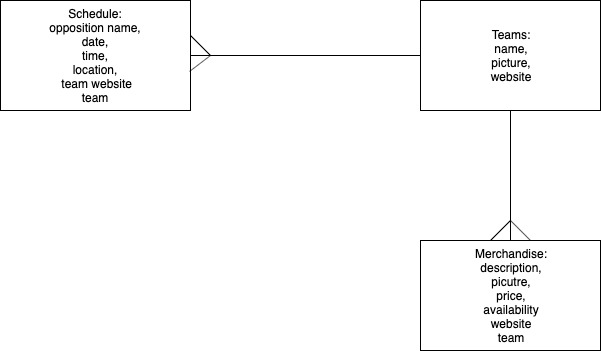 Schedule:
opposition name,
date,
time,
location,
team website
team
Teams:
name,
picture,
website
Merchandise:
description,
picutre,
price,
availability
website
team